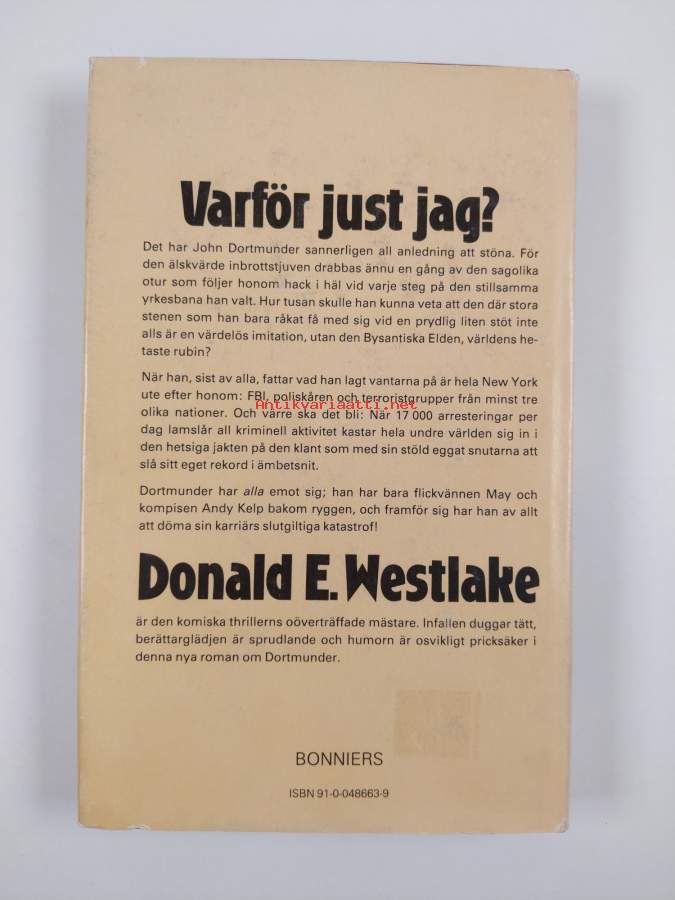 Varför just jag?
Det har John Dortmunder sannerligen all anledning att stöna. För
den älskvärde inbrottstjuven drabbas ännu en gång av den sagolika
otur som följer honom hack i häl vid varje steg på den stillsamma
yrkesbana han valt. Hur tusan skulle han kunna veta att den där stora
stenen som han bara råkat få med sig vid en prydlig liten stöt inte
alls är en värdelös imitation, utan den Bysantiska Elden, världens he-
taste rubin?
När han, sist av alla, fattar vad han lagt vantarna på är hela New York
ute efter honom: FBI, poliskåren och terroristgrupper från minst tre
Antikvariaatti.net
olika nationer. Och värre ska det bli: När 17 000 arresteringar per
dag lamslår all kriminell aktivitet kastar hela undre världen sig in i
den hetsiga jakten på den klant som med sin stöld eggat snutarna att
slå sitt eget rekord i ämbetsnit.
Dortmunder har alla emot sig; han har bara flickvännen May och
kompisen Andy Kelp bakom ryggen, och framför sig har han av allt
att döma sin karriärs slutgiltiga katastrof!
Donald E. Westlake
är den komiska thrillerns oöverträffade mästare. Infallen duggar tätt,
berättarglädjen är sprudlande och humorn är osvikligt pricksäker i
denna nya roman om Dortmunder.
BONNIERS
ISBN 91-0-048663-9